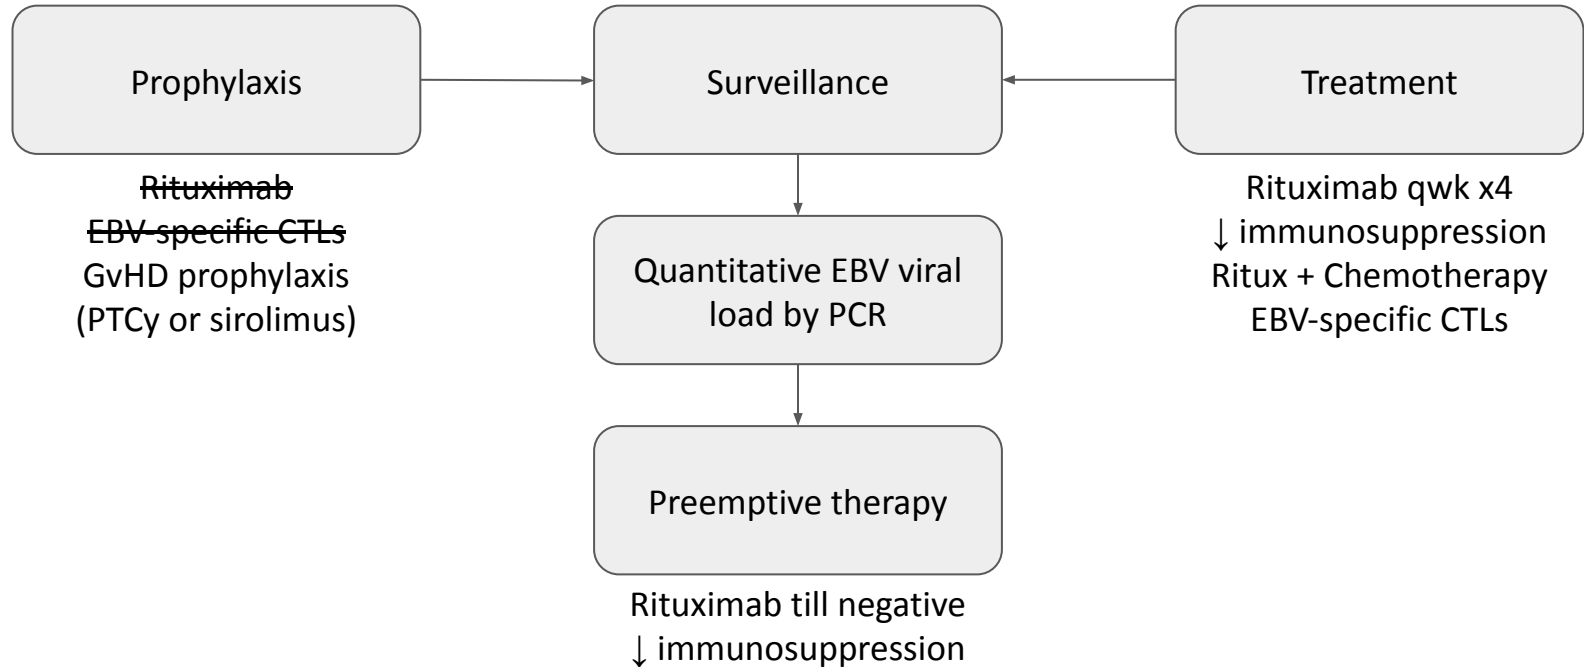 Prophylaxis
Rituximab
EBV-specific CTLs
GvHD prophylaxis
(PTCy or sirolimus)
Surveillance
Quantitative EBV viral
load by PCR
Preemptive therapy
Rituximab till negative
↓ immunosuppression
Treatment
Rituximab qwk x4
↓ immunosuppression
Ritux + Chemotherapy
EBV-specific CTLs